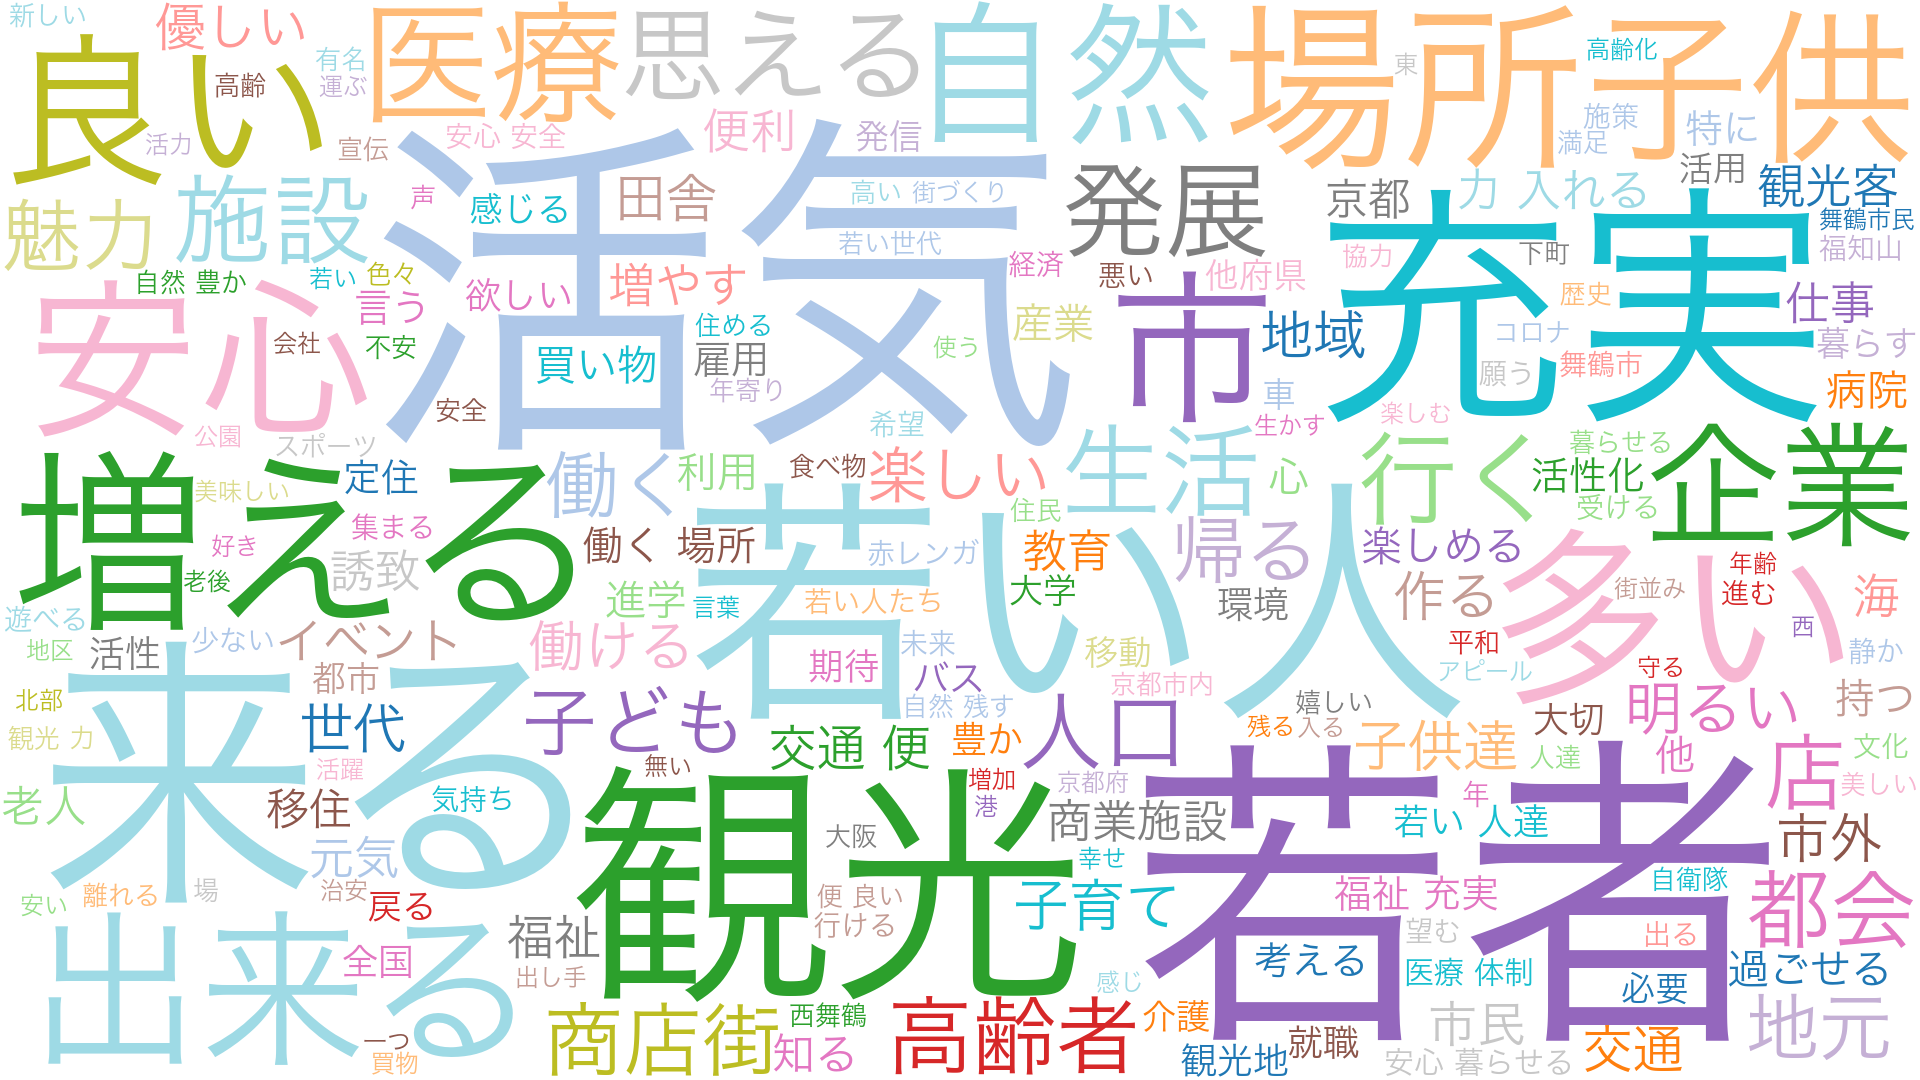 新しい
優しい
医療
思える
自然
場所
子供
良い
有名
高齢
運ぶ
東
高齢化
施策
特に
満足
活力
宣伝
安心 安全
便利
発信
活気
施設
魅力
声
感じる
田舎
高い 街づくり
発展
京都
力 入れる
活用
観光客
舞鶴市民
福知山
若い世代
自然 豊か
若い
色々
言う
欲しい
増やす
経済
悪い
他府県
協力
下町
充実
歴史
仕事
安心
会社
不安
住める
買い物
雇用
使う
産業
市
地域
コロナ
暮らす
年寄り
車
願う
舞鶴市
病院
公園
スポーツ
安全
希望
生かす
楽しむ
暮らせる
増える
定住
美味しい
働く
利用
食べ物
楽しい
生活
心
行く
活性化
受ける
企業
集まる
好き
誘致
老後
働く 場所
若い人
赤レンガ
住民
教育
帰る
楽しめる
多い
年齢
進む
街並み
海
進学
言葉
若い人たち
大学
環境
作る
遊べる
地区
活性
少ない
イベント
働ける
未来
期待
バス
移動
平和
西
静か
都市
京都市内
アピール
守る
北部
観光 力
来る
世代
子ども
自然 残す
人口
嬉しい
残る
入る
大切
明るい
持つ
交通 便
豊か
子供達
他
人達
店
文化
無い
活躍
気持ち
老人
移住
増加
京都府
港
年
美しい
観光
商業施設
若い 人達
若者
市外
元気
大阪
幸せ
安い
離れる
場
治安
戻る
便 良い
行ける
子育て
福祉 充実
自衛隊
都会
出来る
福祉
全国
出し手
望む
出る
考える
医療 体制
過ごせる
感じ
必要
商店街
西舞鶴
高齢者
介護
市民
地元
一つ
買物
知る
観光地
就職
安心 暮らせる
交通